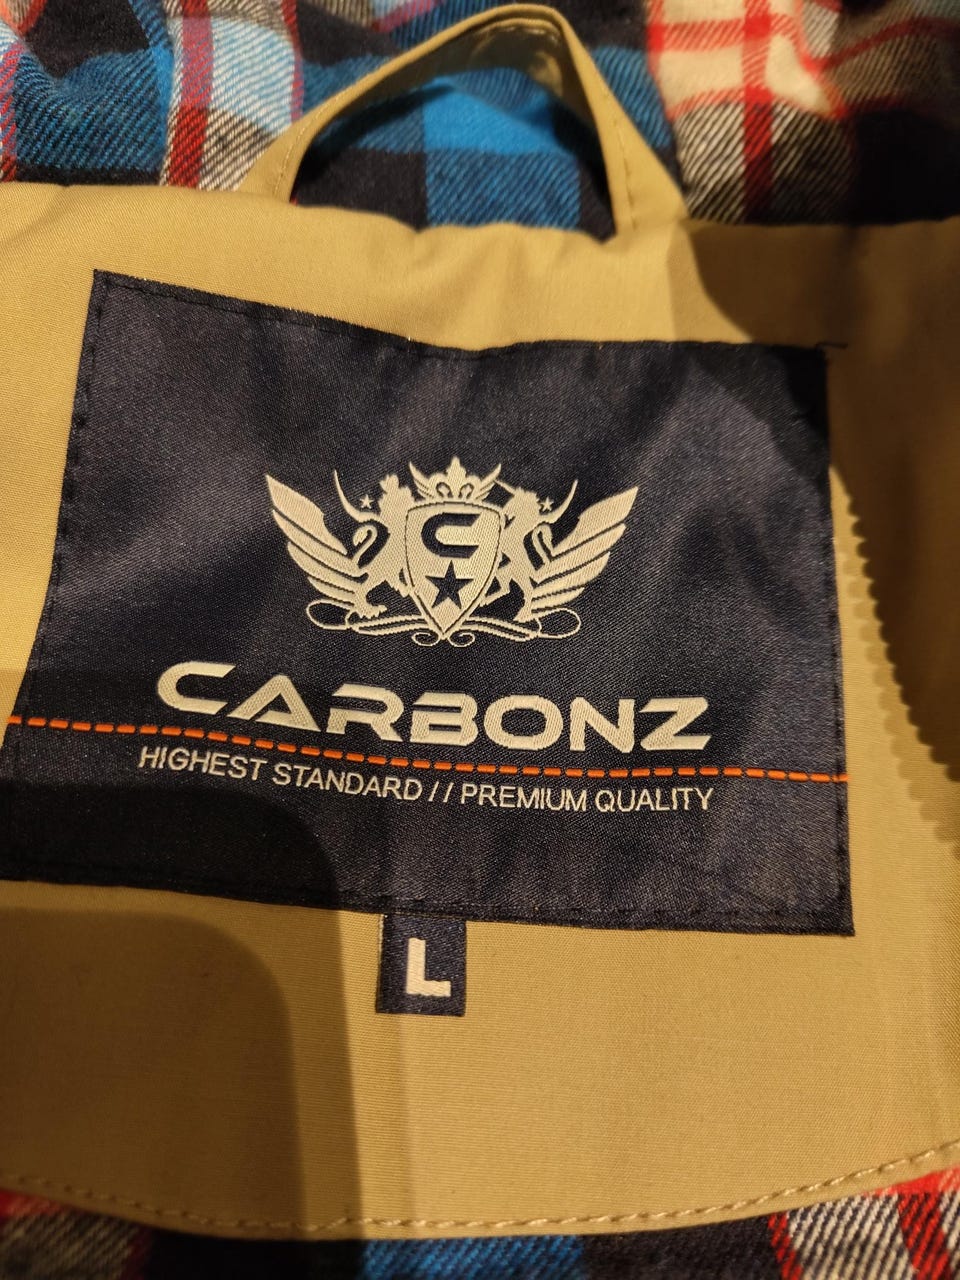 C
CARBONZ
HIGHEST STANDARD // PREMIUM QUALITY
L